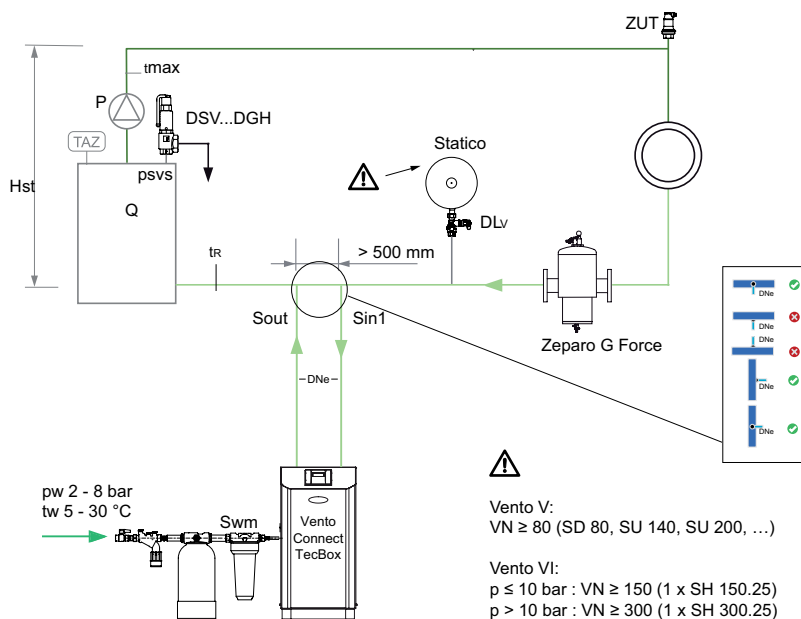 ZUT
tmax
P
DSV...DGH
TAZ
psvs
Statico
Hst
Q
DLV
tR
> 500 mm
Sout
Sin1
Zeparo G Force
DNe
DNe
DNe
DNe
DNe
DNe
pw 2 - 8 bar
tw 5 - 30 °C
Swm
Vento
Connect
TecBox
Vento V:
VN ≥ 80 (SD 80, SU 140, SU 200, …)
Vento VI:
p ≤ 10 bar : VN ≥ 150 (1 x SH 150.25)
p > 10 bar : VN ≥ 300 (1 x SH 300.25)